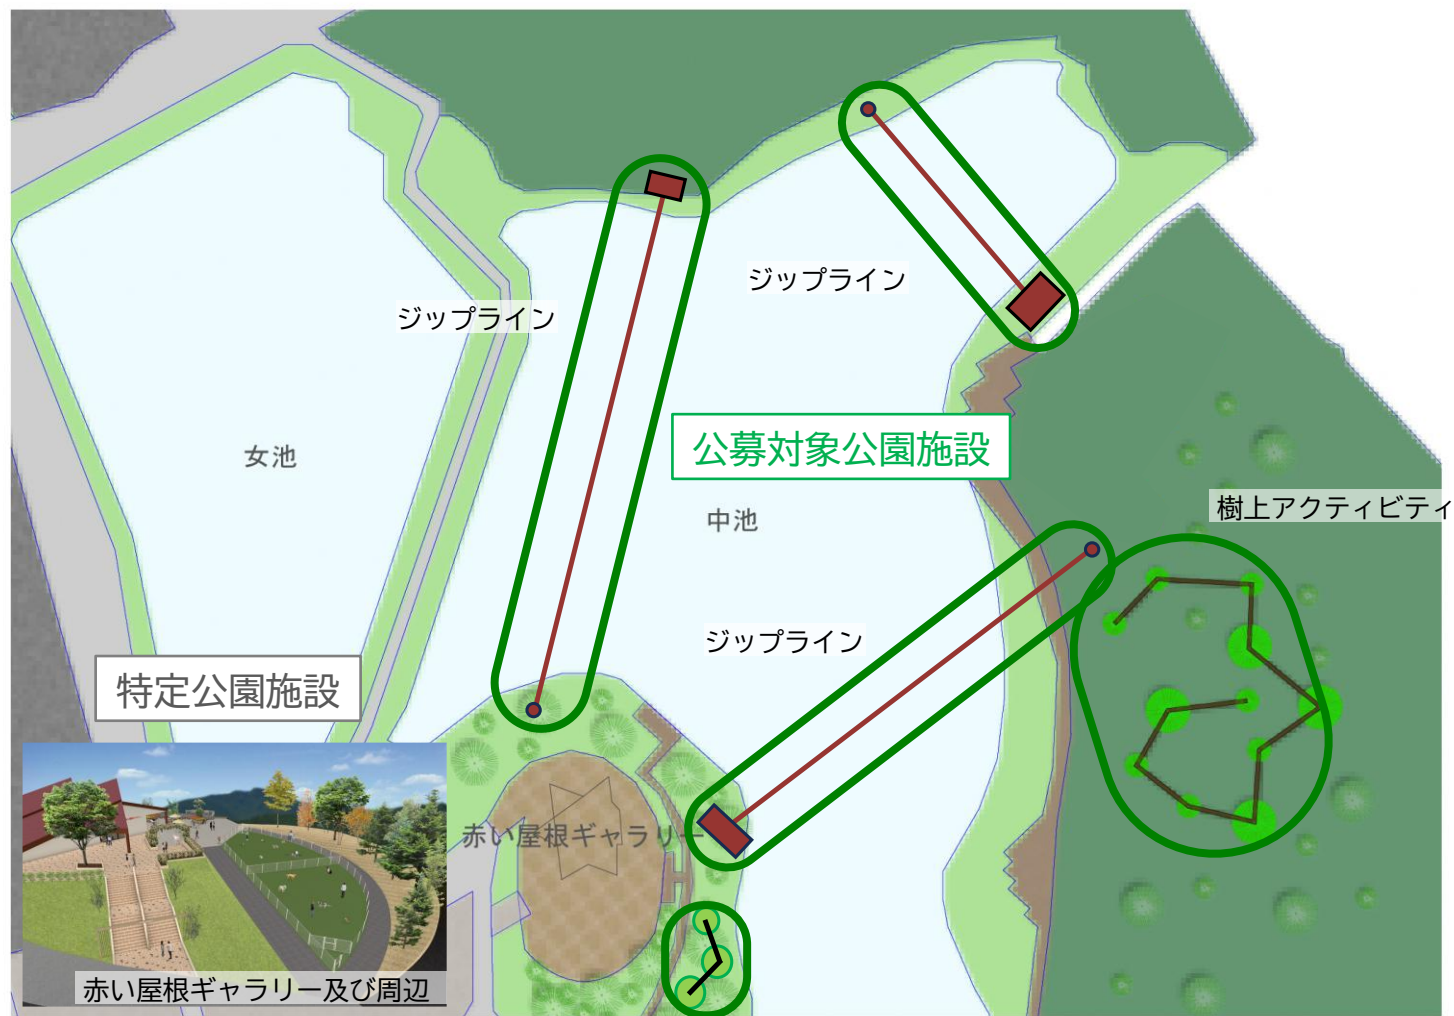 ジップライン
ジップライン
公募対象公園施設
女池
樹上アクティビティ
中池
ジップライン
特定公園施設
赤い屋根ギャラリー
赤い屋根ギャラリー及び周辺